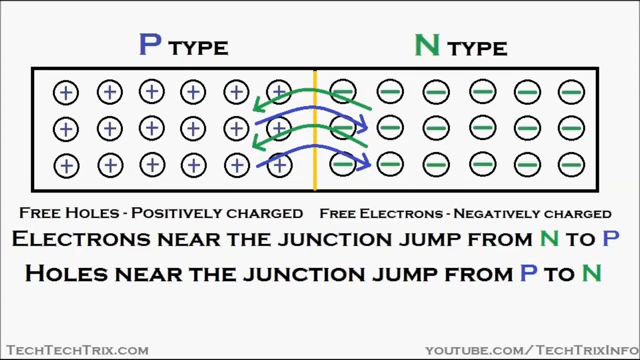 P TYPE
N TYPE
FREE HOLES - POSITIVELY CHARGED
FREE ELECTRONS - NEGATIVELY CHARGED
ELECTRONS NEAR THE JUNCTION JUMP FROM N TO P
HOLES NEAR THE JUNCTION JUMP FROM P TO N
TECHTECHTRIX.COM
YOUTUBE.COM/TECHTRIXINFO